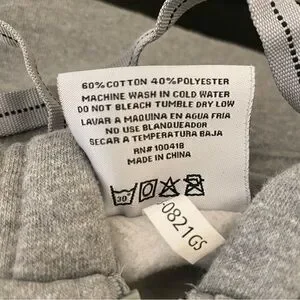 60%COTTON 40%POLYESTER
MACHINE WASH IN COLD WATER
DO NOT BLEACH TUMBLE DRY LOW
LAVAR A MAQUINA EN AGUA FRIA
NO USE BLANQUEADOR
SECAR A TEMPERATURA BAJA
RN# 100418
MADE IN CHINA
30°
0821GS